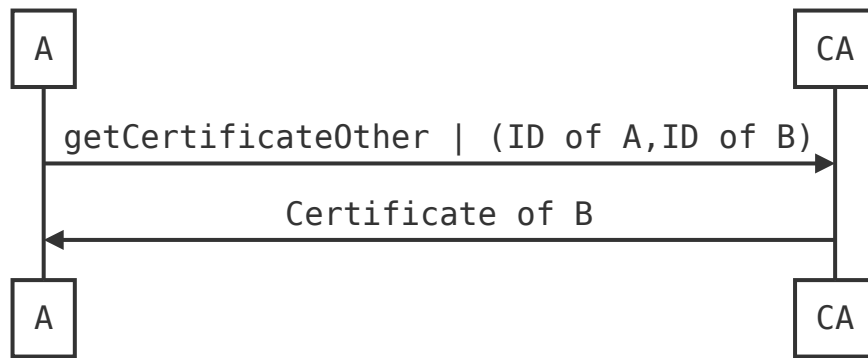 A
CA
getCertificateOther | (ID of A,ID of B)
Certificate of B
A
CA